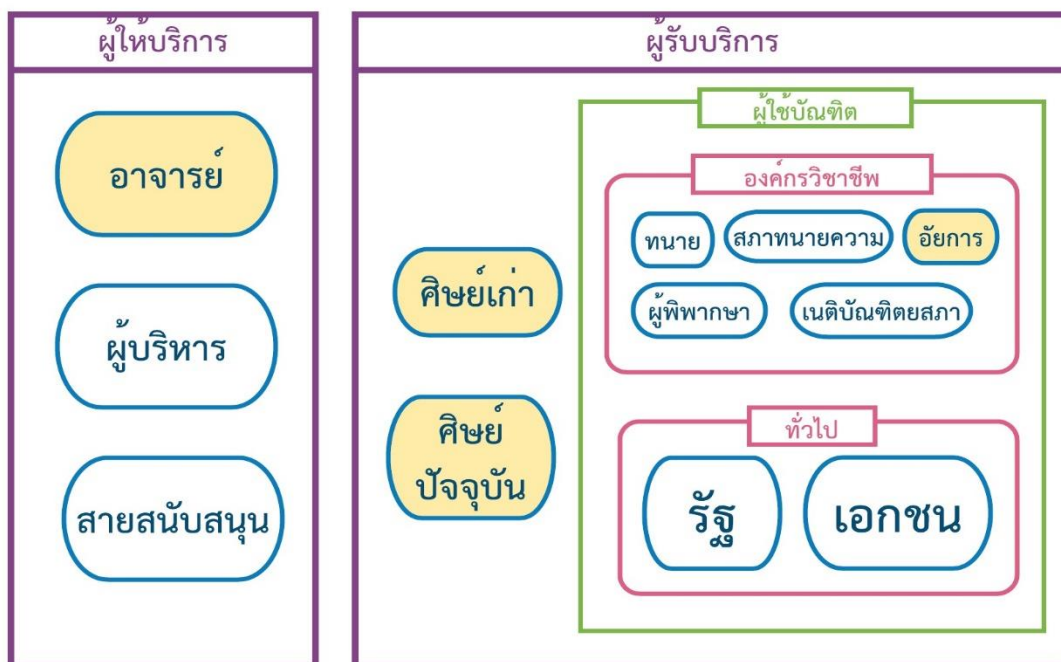 ผู้ให้บริการ
อาจารย์
ผู้บริหาร
สายสนับสนุน
ผู้รับบริการ
ศิษย์เก่า
ศิษย์
ปัจจุบัน
ผู้ใช้บัณฑิต
องค์กรวิชาชีพ
ทนาย
สภาทนายความ
อัยการ
ผู้พิพากษา
เนติบัณฑิตยสภา
ทั่วไป
รัฐ
เอกชน